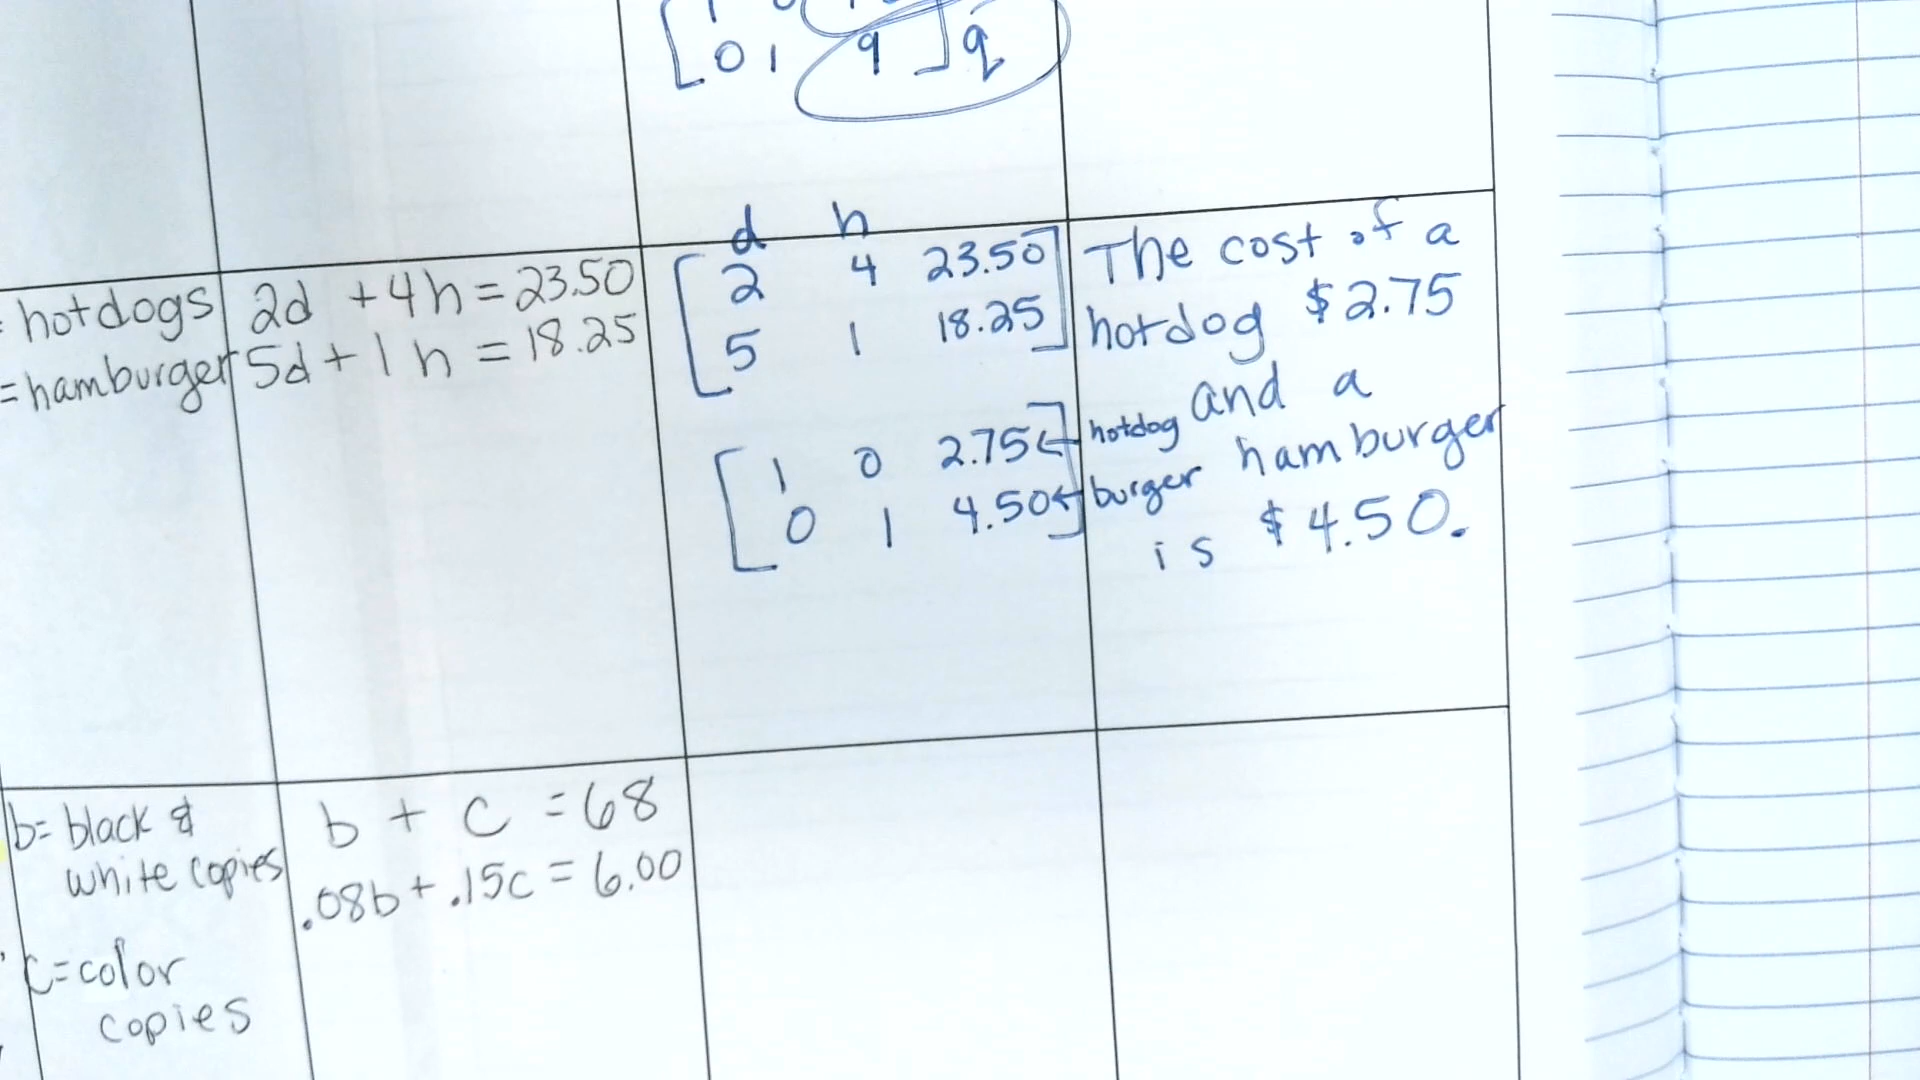 [0 1 9] q
= hotdogs
= hamburger
2d + 4h = 23.50
5d + 1h = 18.25
d h
[2 4 23.50]
[5 1 18.25]
[1 0 2.75] ← hotdog
[0 1 4.50] ← burger
The cost of a
hotdog $2.75
and a
hamburger
is $4.50.
b= black &
white copies
c=color
copies
b + c = 68
.08b + .15c = 6.00